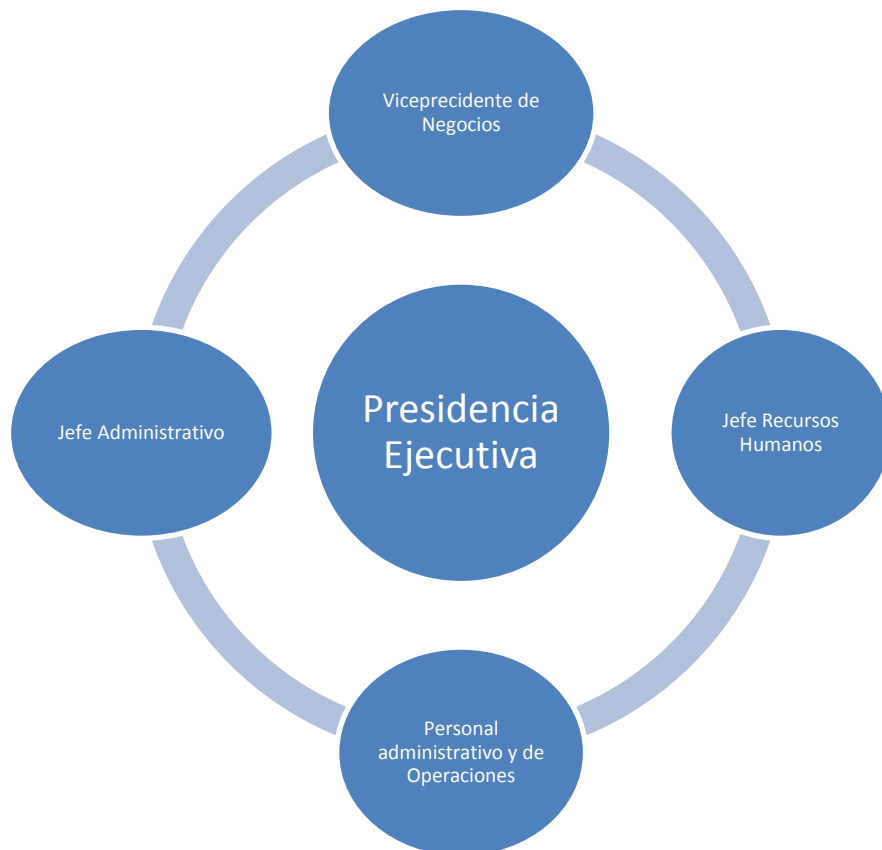 Viceprecidente de
Negocios
Jefe Administrativo
Presidencia
Ejecutiva
Jefe Recursos
Humanos
Personal
administrativo y de
Operaciones